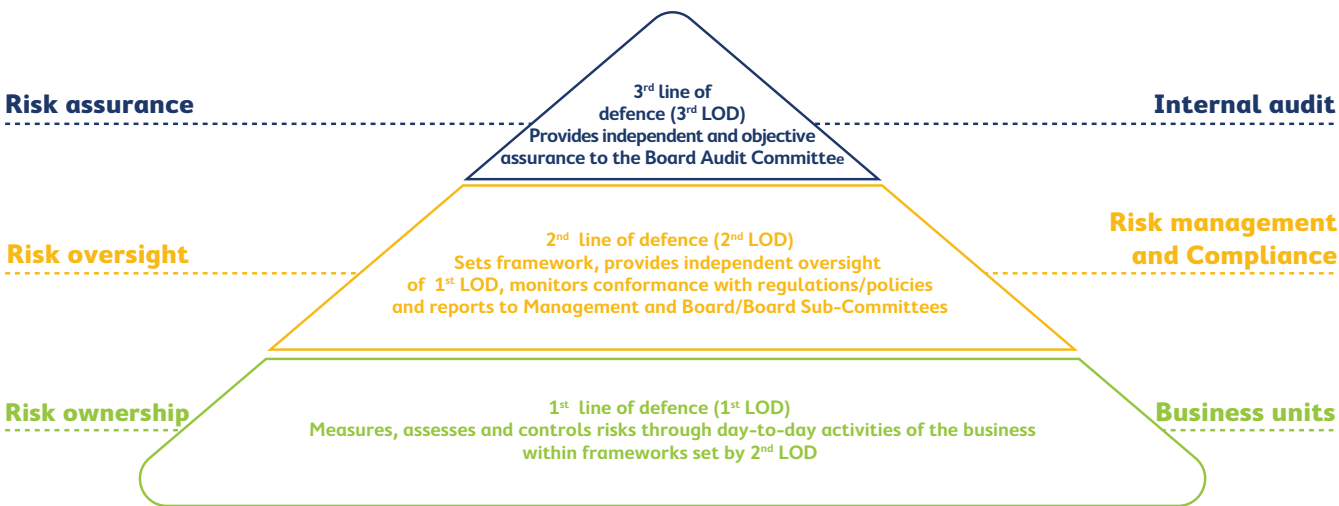 3rd line of
defence (3rd LOD)
Provides independent and objective
assurance to the Board Audit Committee
Risk assurance
Internal audit
2nd line of defence (2nd LOD)
Sets framework, provides independent oversight
of 1st LOD, monitors conformance with regulations/policies
and reports to Management and Board/Board Sub-Committees
Risk oversight
Risk management
and Compliance
1st line of defence (1st LOD)
Measures, assesses and controls risks through day-to-day activities of the business
within frameworks set by 2nd LOD
Risk ownership
Business units